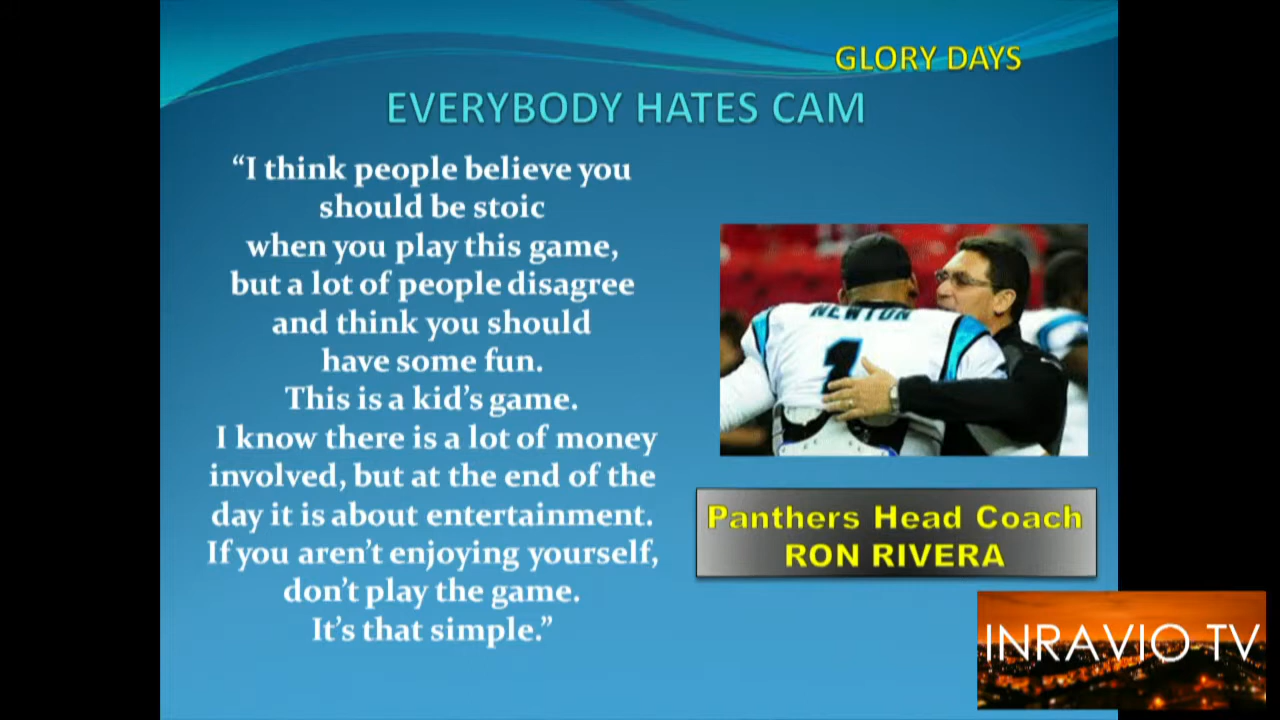 GLORY DAYS
EVERYBODY HATES CAM
“I think people believe you
should be stoic
when you play this game,
but a lot of people disagree
and think you should
have some fun.
This is a kid’s game.
I know there is a lot of money
involved, but at the end of the
day it is about entertainment.
If you aren’t enjoying yourself,
don’t play the game.
It’s that simple.”
NEWTON
1
Panthers Head Coach
RON RIVERA
INRAVIO TV